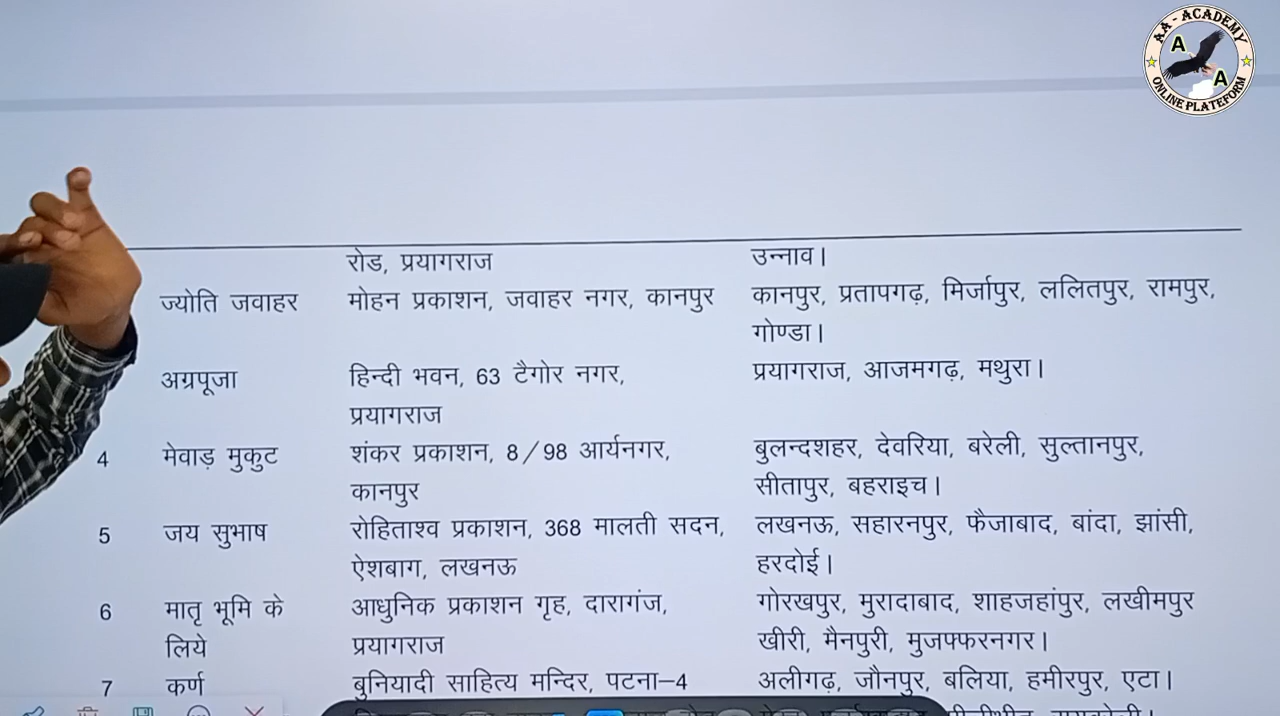 AA - ACADEMY
A
A
ONLINE PLATEFORM
रोड, प्रयागराज उन्नाव।
ज्योति जवाहर मोहन प्रकाशन, जवाहर नगर, कानपुर कानपुर, प्रतापगढ़, मिर्जापुर, ललितपुर, रामपुर,
गोण्डा।
अग्रपूजा हिन्दी भवन, 63 टैगोर नगर, प्रयागराज, आजमगढ़, मथुरा।
प्रयागराज
4 मेवाड़ मुकुट शंकर प्रकाशन, 8/98 आर्यनगर, बुलन्दशहर, देवरिया, बरेली, सुल्तानपुर,
कानपुर सीतापुर, बहराइच।
5 जय सुभाष रोहिताश्व प्रकाशन, 368 मालती सदन, लखनऊ, सहारनपुर, फैजाबाद, बांदा, झांसी,
ऐशबाग, लखनऊ हरदोई।
6 मातृ भूमि के आधुनिक प्रकाशन गृह, दारागंज, गोरखपुर, मुरादाबाद, शाहजहांपुर, लखीमपुर
लिये प्रयागराज खीरी, मैनपुरी, मुजफ्फरनगर।
7 कर्ण बुनियादी साहित्य मन्दिर, पटना–4 अलीगढ़, जौनपुर, बलिया, हमीरपुर, एटा।